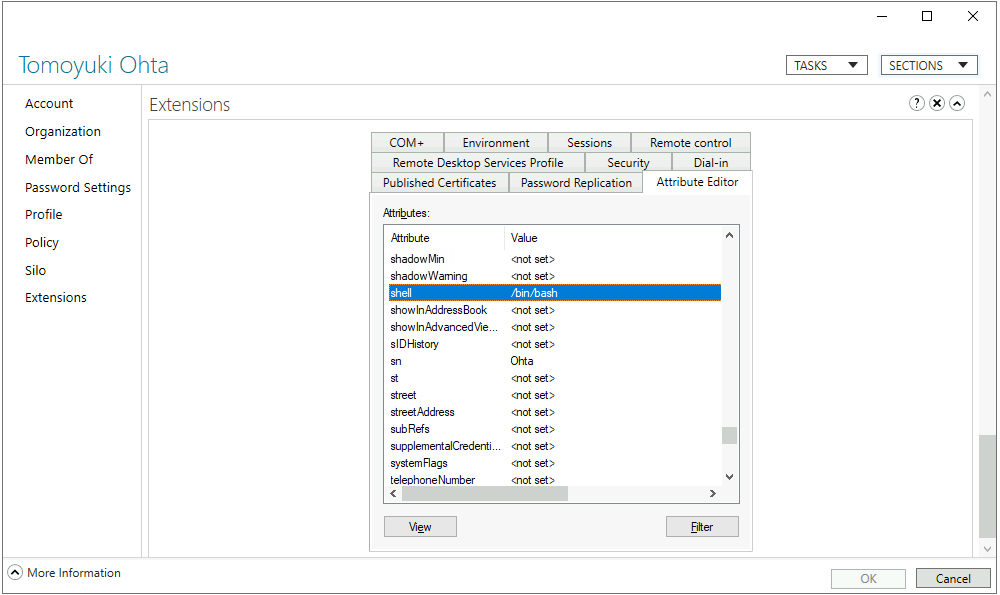 Tomoyuki Ohta
TASKS
SECTIONS
Account
Organization
Member Of
Password Settings
Profile
Policy
Silo
Extensions
Extensions
?
COM+ Environment Sessions Remote control
Remote Desktop Services Profile Security Dial-in
Published Certificates Password Replication Attribute Editor
Attributes:
Attribute Value
shadowMin <not set>
shadowWarning <not set>
shell /bin/bash
showInAddressBook <not set>
showInAdvancedVie... <not set>
sIDHistory <not set>
sn Ohta
st <not set>
street <not set>
streetAddress <not set>
subRefs <not set>
supplementalCredenti... <not set>
systemFlags <not set>
telephoneNumber <not set>
View Filter
More Information
OK Cancel